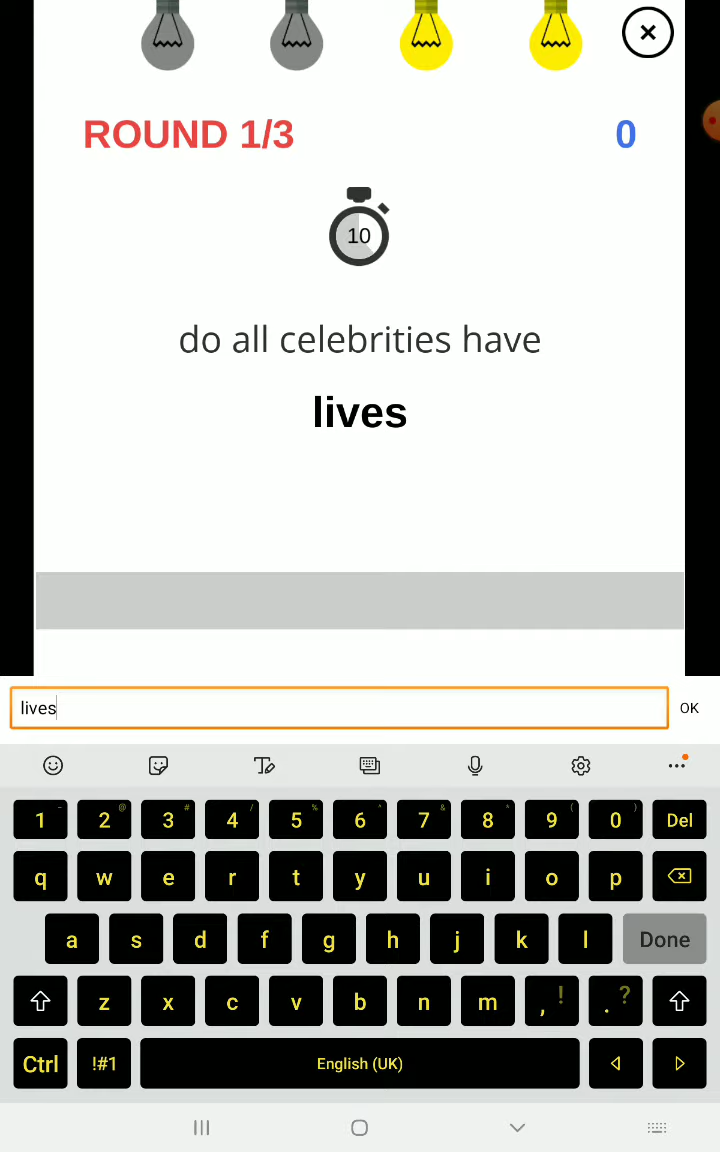 ROUND 1/3 0
10
do all celebrities have
lives
lives OK
1 - 2 @ 3 # 4 / 5 % 6 ^ 7 & 8 * 9 ( 0 ) Del
q w e r t y u i o p
a s d f g h j k l Done
z x c v b n m , ! . ?
Ctrl !#1 English (UK)